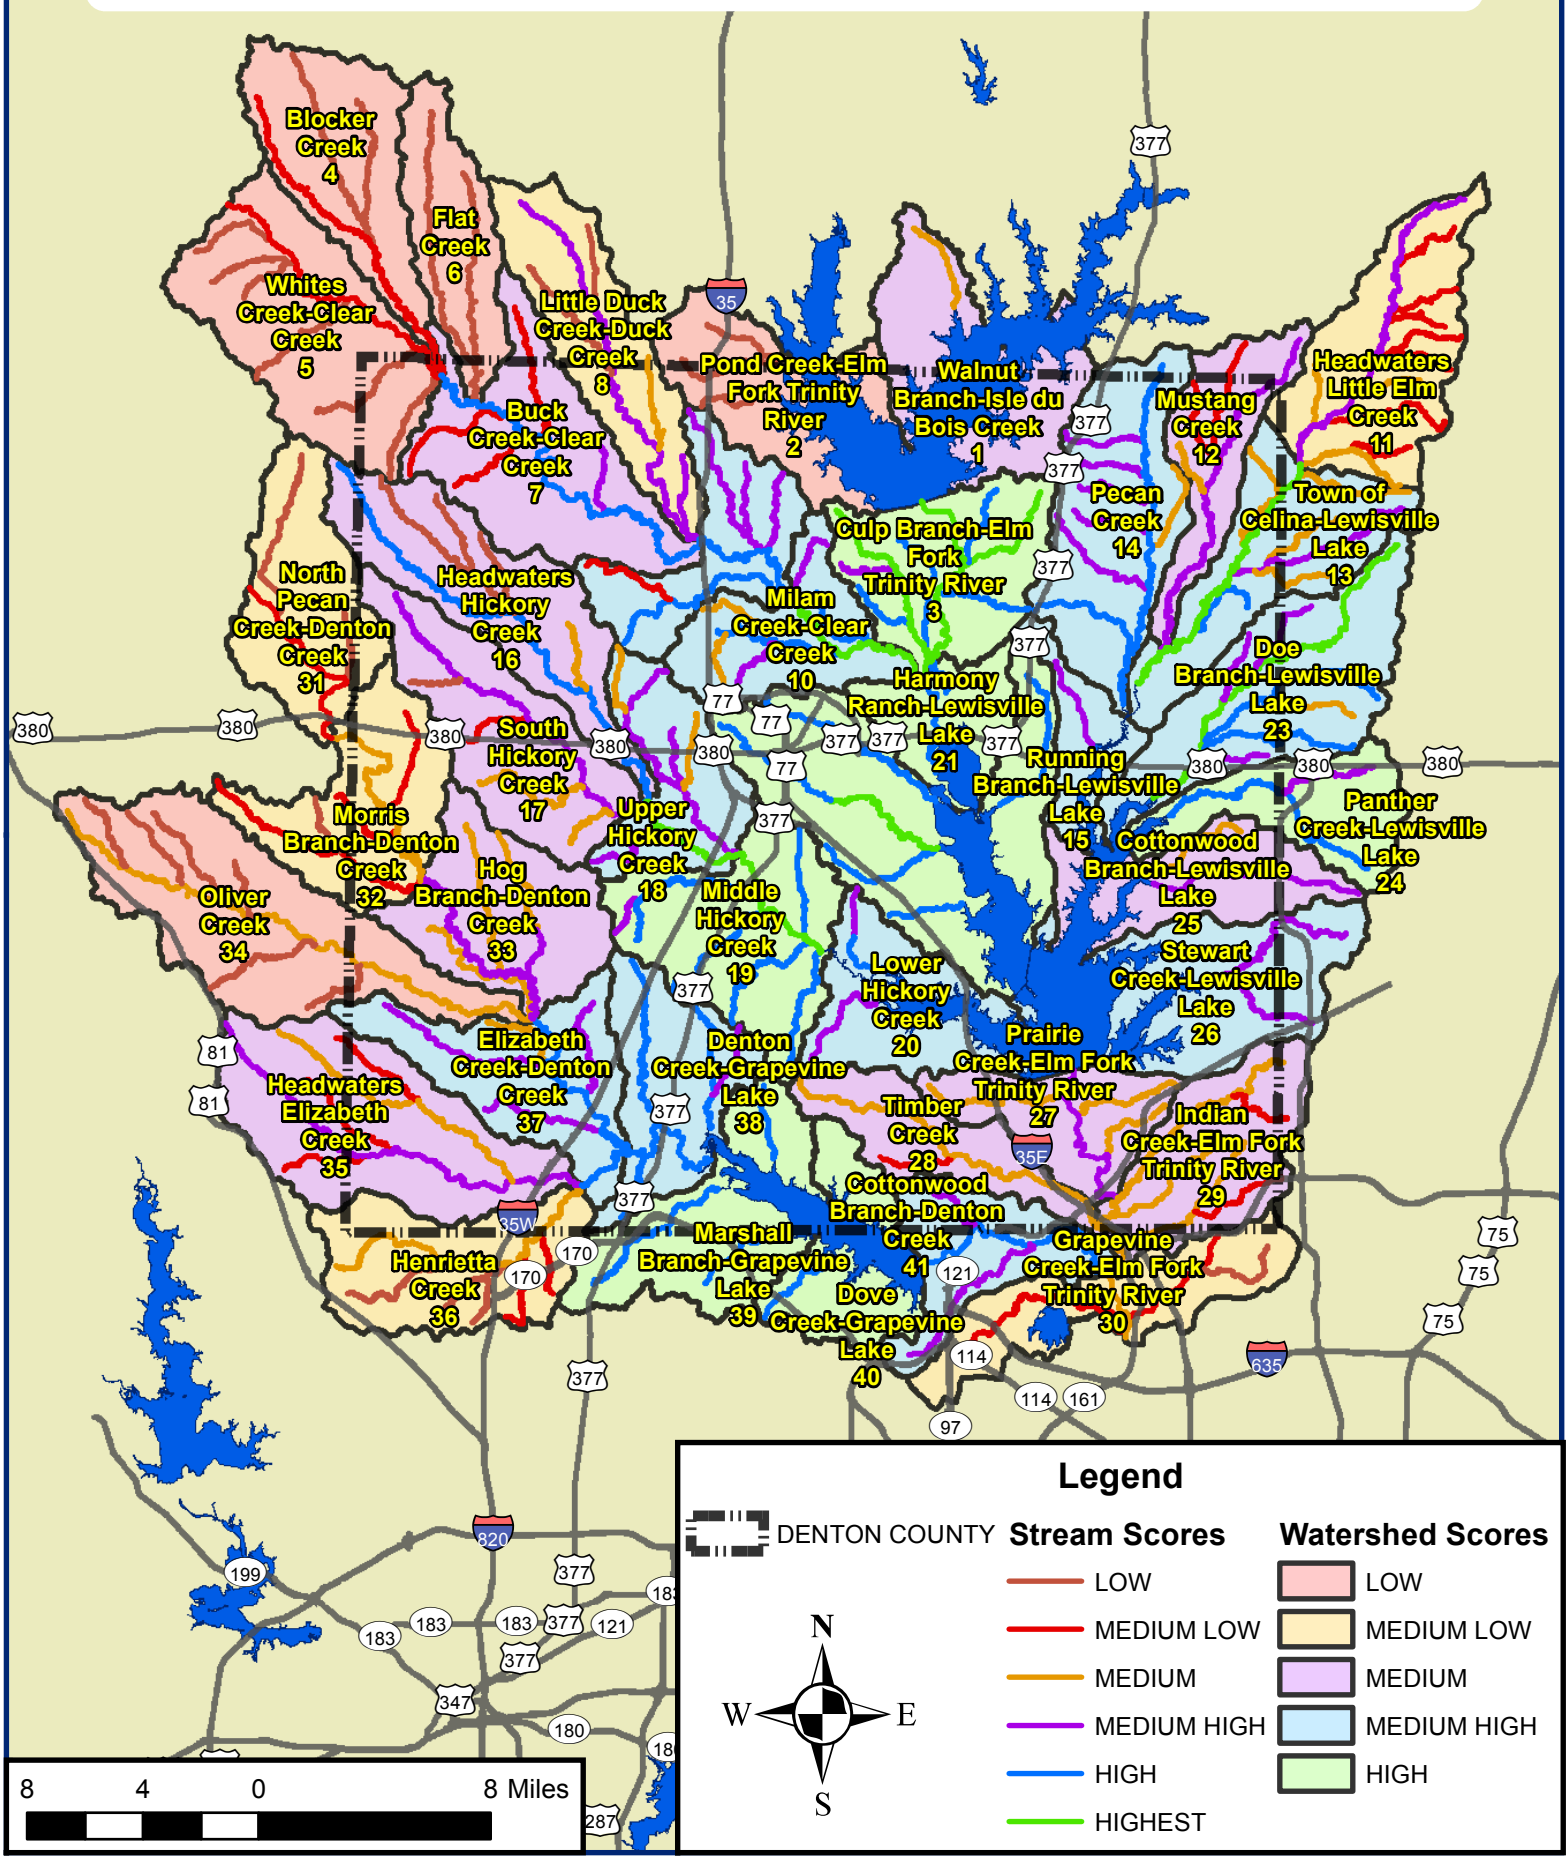 377
Blocker
Creek
4
Flat
Creek
6
Whites
Creek-Clear
Creek
5
Little Duck
Creek-Duck
Creek
8
35
Pond Creek-Elm
Fork Trinity
River
2
Walnut
Branch-Isle du
Bois Creek
1
377
377
Mustang
Creek
12
Headwaters
Little Elm
Creek
11
Buck
Creek-Clear
Creek
7
Pecan
Creek
14
Town of
Celina-Lewisville
Lake
13
Culp Branch-Elm
Fork
Trinity River
3
377
377
North
Pecan
Creek-Denton
Creek
31
Headwaters
Hickory
Creek
16
Milam
Creek-Clear
Creek
10
Doe
Branch-Lewisville
Lake
23
Harmony
Ranch-Lewisville
Lake
21
380
380
380
380
380
77
77
77
377
377
377
380
380
380
South
Hickory
Creek
17
Running
Branch-Lewisville
Lake
15
Upper
Hickory
Creek
18
377
Morris
Branch-Denton
Creek
32
Panther
Creek-Lewisville
Lake
24
Cottonwood
Branch-Lewisville
Lake
25
Hog
Branch-Denton
Creek
33
Oliver
Creek
34
Middle
Hickory
Creek
19
Lower
Hickory
Creek
20
Stewart
Creek-Lewisville
Lake
26
377
81
81
Elizabeth
Creek-Denton
Creek
37
Denton
Creek-Grapevine
Lake
38
Prairie
Creek-Elm Fork
Trinity River
27
Headwaters
Elizabeth
Creek
35
377
Timber
Creek
28
35E
Indian
Creek-Elm Fork
Trinity River
29
377
35W
Cottonwood
Branch-Denton
Creek
41
170
170
Henrietta
Creek
36
Marshall
Branch-Grapevine
Lake
39
Dove
Creek-Grapevine
Lake
40
121
Grapevine
Creek-Elm Fork
Trinity River
30
75
75
75
114
635
377
114
161
97
820
199
377
183
183
183
377
121
183
377
347
180
180
287
Legend
DENTON COUNTY
Stream Scores
LOW
MEDIUM LOW
MEDIUM
MEDIUM HIGH
HIGH
HIGHEST
Watershed Scores
LOW
MEDIUM LOW
MEDIUM
MEDIUM HIGH
HIGH
N
W E
S
8 4 0 8 Miles